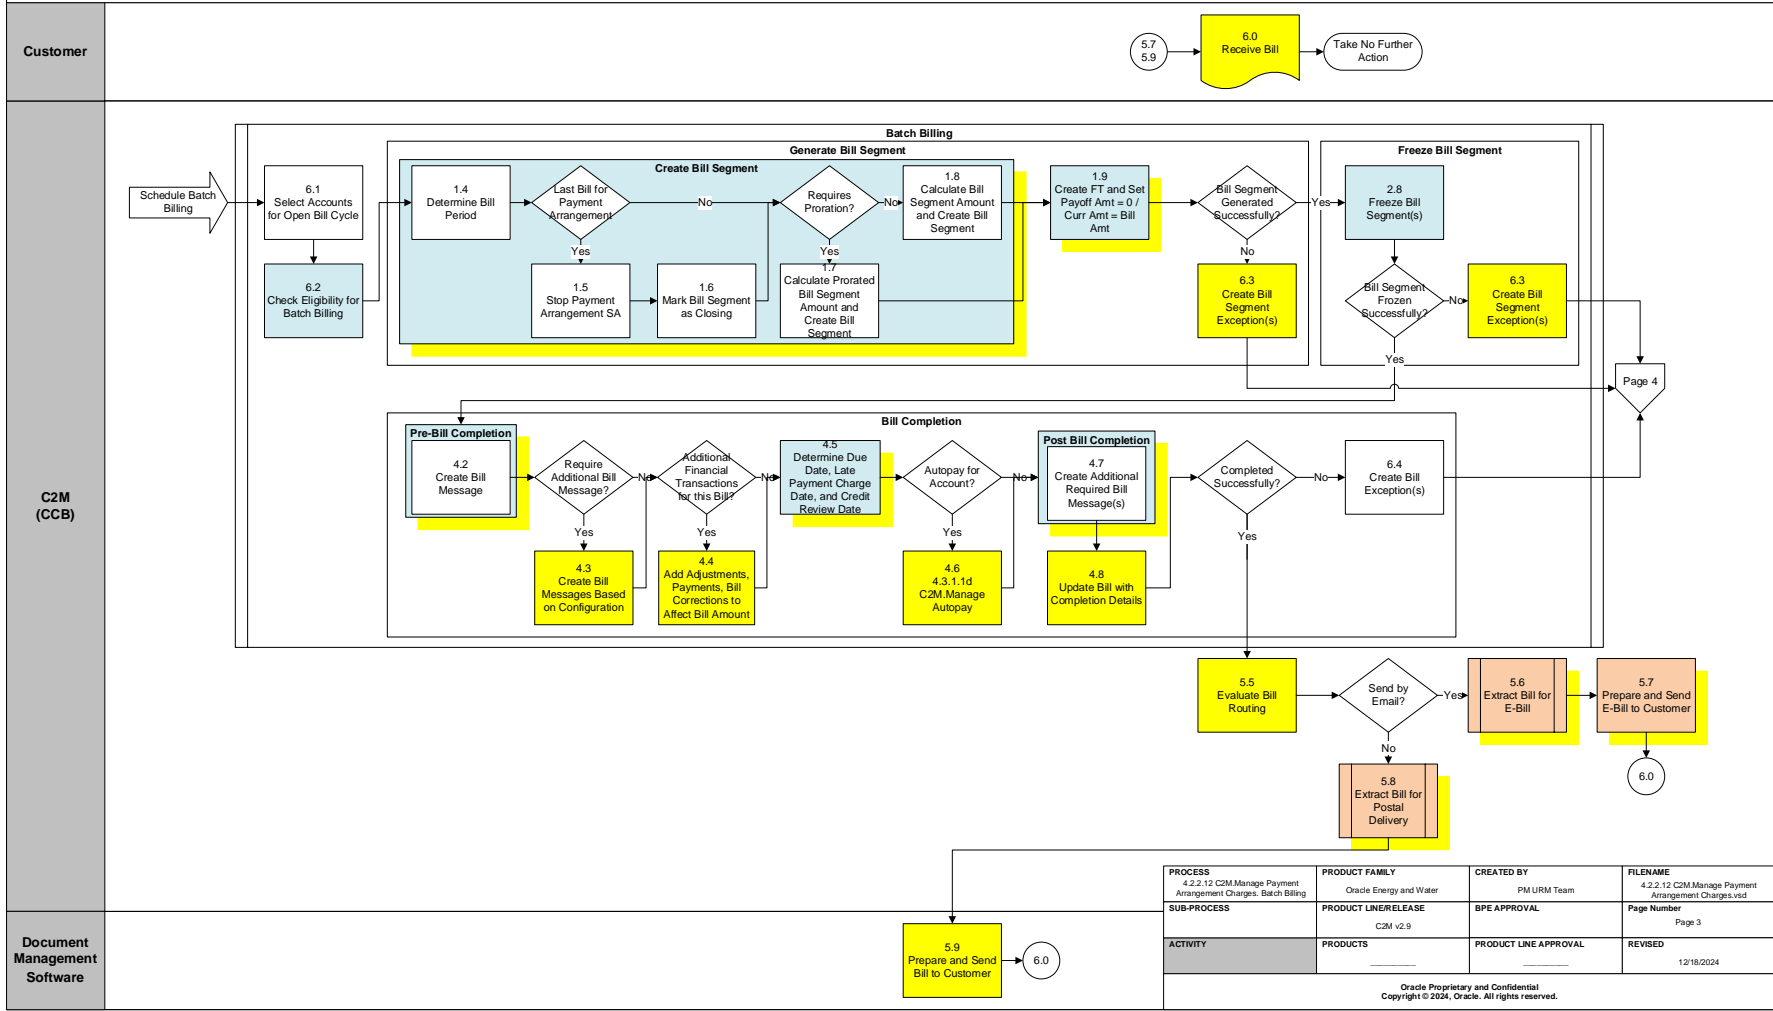 Customer
5.7
5.9
6.0
Receive Bill
Take No Further
Action
C2M
(CCB)
Batch Billing
Generate Bill Segment
Create Bill Segment
Freeze Bill Segment
Schedule Batch
Billing
6.1
Select Accounts
for Open Bill Cycle
6.2
Check Eligibility for
Batch Billing
1.4
Determine Bill
Period
Last Bill for
Payment
Arrangement
No
Yes
1.5
Stop Payment
Arrangement SA
1.6
Mark Bill Segment
as Closing
Requires
Proration?
No
Yes
1.7
Calculate Prorated
Bill Segment
Amount and
Create Bill
Segment
1.8
Calculate Bill
Segment Amount
and Create Bill
Segment
1.9
Create FT and Set
Payoff Amt = 0 /
Curr Amt = Bill
Amt
Bill Segment
Generated
Successfully?
Yes
No
6.3
Create Bill
Segment
Exception(s)
2.8
Freeze Bill
Segment(s)
Bill Segment
Frozen
Successfully?
No
Yes
6.3
Create Bill
Segment
Exception(s)
Page 4
Bill Completion
Pre-Bill Completion
4.2
Create Bill
Message
Require
Additional Bill
Message?
No
Yes
4.3
Create Bill
Messages Based
on Configuration
Additional
Financial
Transactions
for this Bill?
No
Yes
4.4
Add Adjustments,
Payments, Bill
Corrections to
Affect Bill Amount
4.5
Determine Due
Date, Late
Payment Charge
Date, and Credit
Review Date
Autopay for
Account?
No
Yes
4.6
4.3.1.1d
C2M.Manage
Autopay
Post Bill Completion
4.7
Create Additional
Required Bill
Message(s)
4.8
Update Bill with
Completion Details
Completed
Successfully?
No
Yes
6.4
Create Bill
Exception(s)
5.5
Evaluate Bill
Routing
Send by
Email?
Yes
No
5.6
Extract Bill for
E-Bill
5.7
Prepare and Send
E-Bill to Customer
6.0
5.8
Extract Bill for
Postal
Delivery
Document
Management
Software
5.9
Prepare and Send
Bill to Customer
6.0
PROCESS
4.2.2.12 C2M.Manage Payment
Arrangement Charges. Batch Billing
PRODUCT FAMILY
Oracle Energy and Water
CREATED BY
PM URM Team
FILENAME
4.2.2.12 C2M.Manage Payment
Arrangement Charges.vsd
SUB-PROCESS
PRODUCT LINE/RELEASE
C2M v2.9
BPE APPROVAL
Page Number
Page 3
ACTIVITY
PRODUCTS
PRODUCT LINE APPROVAL
REVISED
12/18/2024
Oracle Proprietary and Confidential
Copyright © 2024, Oracle. All rights reserved.